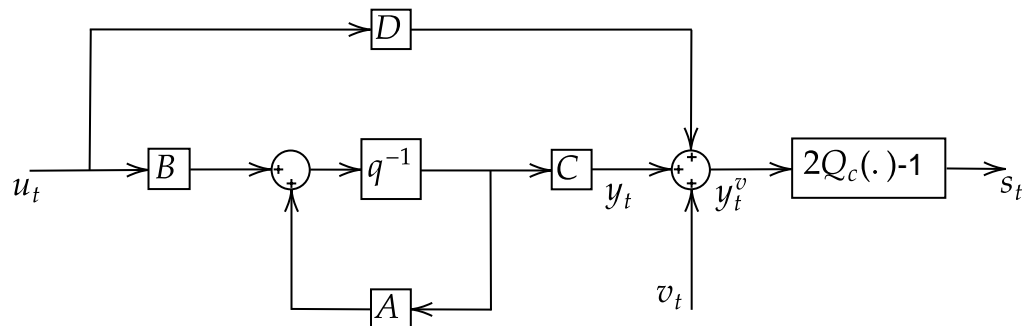 D
B
+
+
q⁻¹
C
+
+
+
2Q_c(.)-1
u_t
y_t
y_t^v
s_t
A
v_t